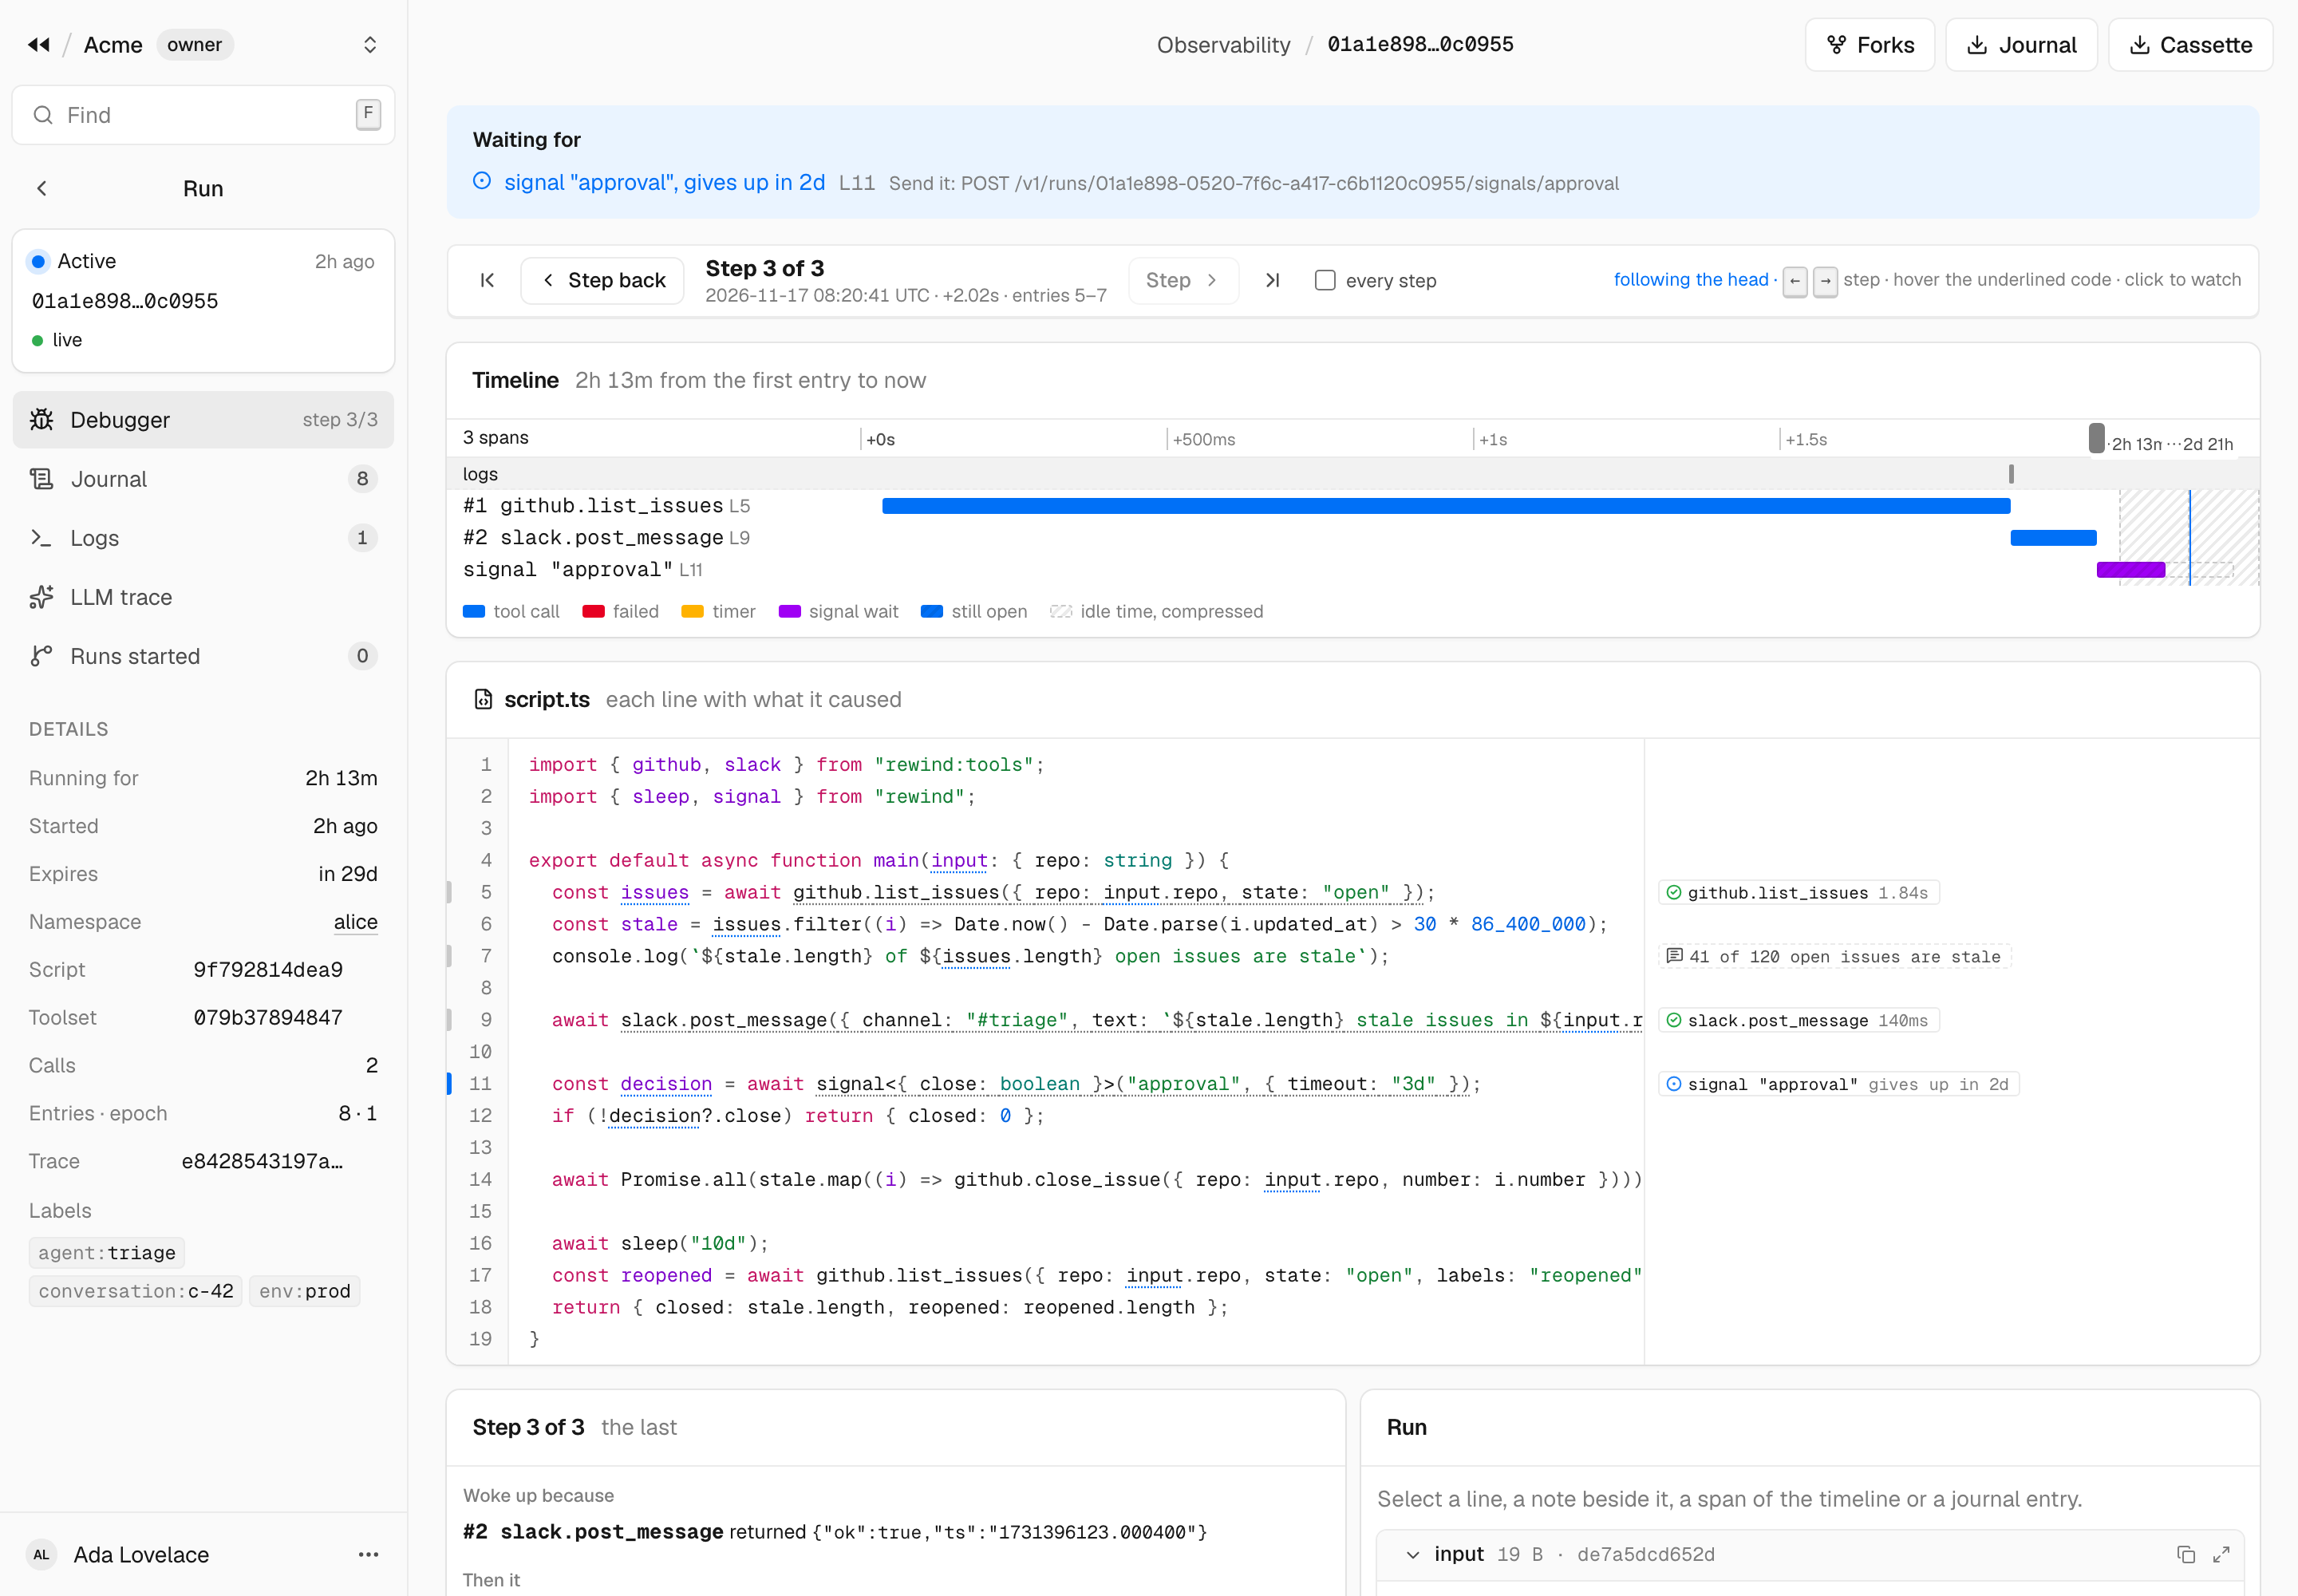 / Acme owner
Find F
Run
Active 2h ago
01a1e898…0c0955
live
Debugger step 3/3
Journal 8
Logs 1
LLM trace
Runs started 0
DETAILS
Running for 2h 13m
Started 2h ago
Expires in 29d
Namespace alice
Script 9f792814dea9
Toolset 079b37894847
Calls 2
Entries · epoch 8 · 1
Trace e8428543197a…
Labels
agent:triage
conversation:c-42 env:prod
AL Ada Lovelace
Observability / 01a1e898…0c0955
Forks Journal Cassette
Waiting for
signal "approval", gives up in 2d L11 Send it: POST /v1/runs/01a1e898-0520-7f6c-a417-c6b1120c0955/signals/approval
Step back
Step 3 of 3
2026-11-17 08:20:41 UTC · +2.02s · entries 5–7
Step
every step
following the head · ← → step · hover the underlined code · click to watch
Timeline 2h 13m from the first entry to now
3 spans +0s +500ms +1s +1.5s 2h 13m ··· 2d 21h
logs
#1 github.list_issues L5
#2 slack.post_message L9
signal "approval" L11
tool call failed timer signal wait still open idle time, compressed
script.ts each line with what it caused
1 import { github, slack } from "rewind:tools";
2 import { sleep, signal } from "rewind";
3
4 export default async function main(input: { repo: string }) {
5 const issues = await github.list_issues({ repo: input.repo, state: "open" }); github.list_issues 1.84s
6 const stale = issues.filter((i) => Date.now() - Date.parse(i.updated_at) > 30 * 86_400_000);
7 console.log(`${stale.length} of ${issues.length} open issues are stale`); 41 of 120 open issues are stale
8
9 await slack.post_message({ channel: "#triage", text: `${stale.length} stale issues in ${input.r slack.post_message 140ms
10
11 const decision = await signal<{ close: boolean }>("approval", { timeout: "3d" }); signal "approval" gives up in 2d
12 if (!decision?.close) return { closed: 0 };
13
14 await Promise.all(stale.map((i) => github.close_issue({ repo: input.repo, number: i.number })))
15
16 await sleep("10d");
17 const reopened = await github.list_issues({ repo: input.repo, state: "open", labels: "reopened"
18 return { closed: stale.length, reopened: reopened.length };
19 }
Step 3 of 3 the last
Woke up because
#2 slack.post_message returned {"ok":true,"ts":"1731396123.000400"}
Then it
Run
Select a line, a note beside it, a span of the timeline or a journal entry.
input 19 B · de7a5dcd652d